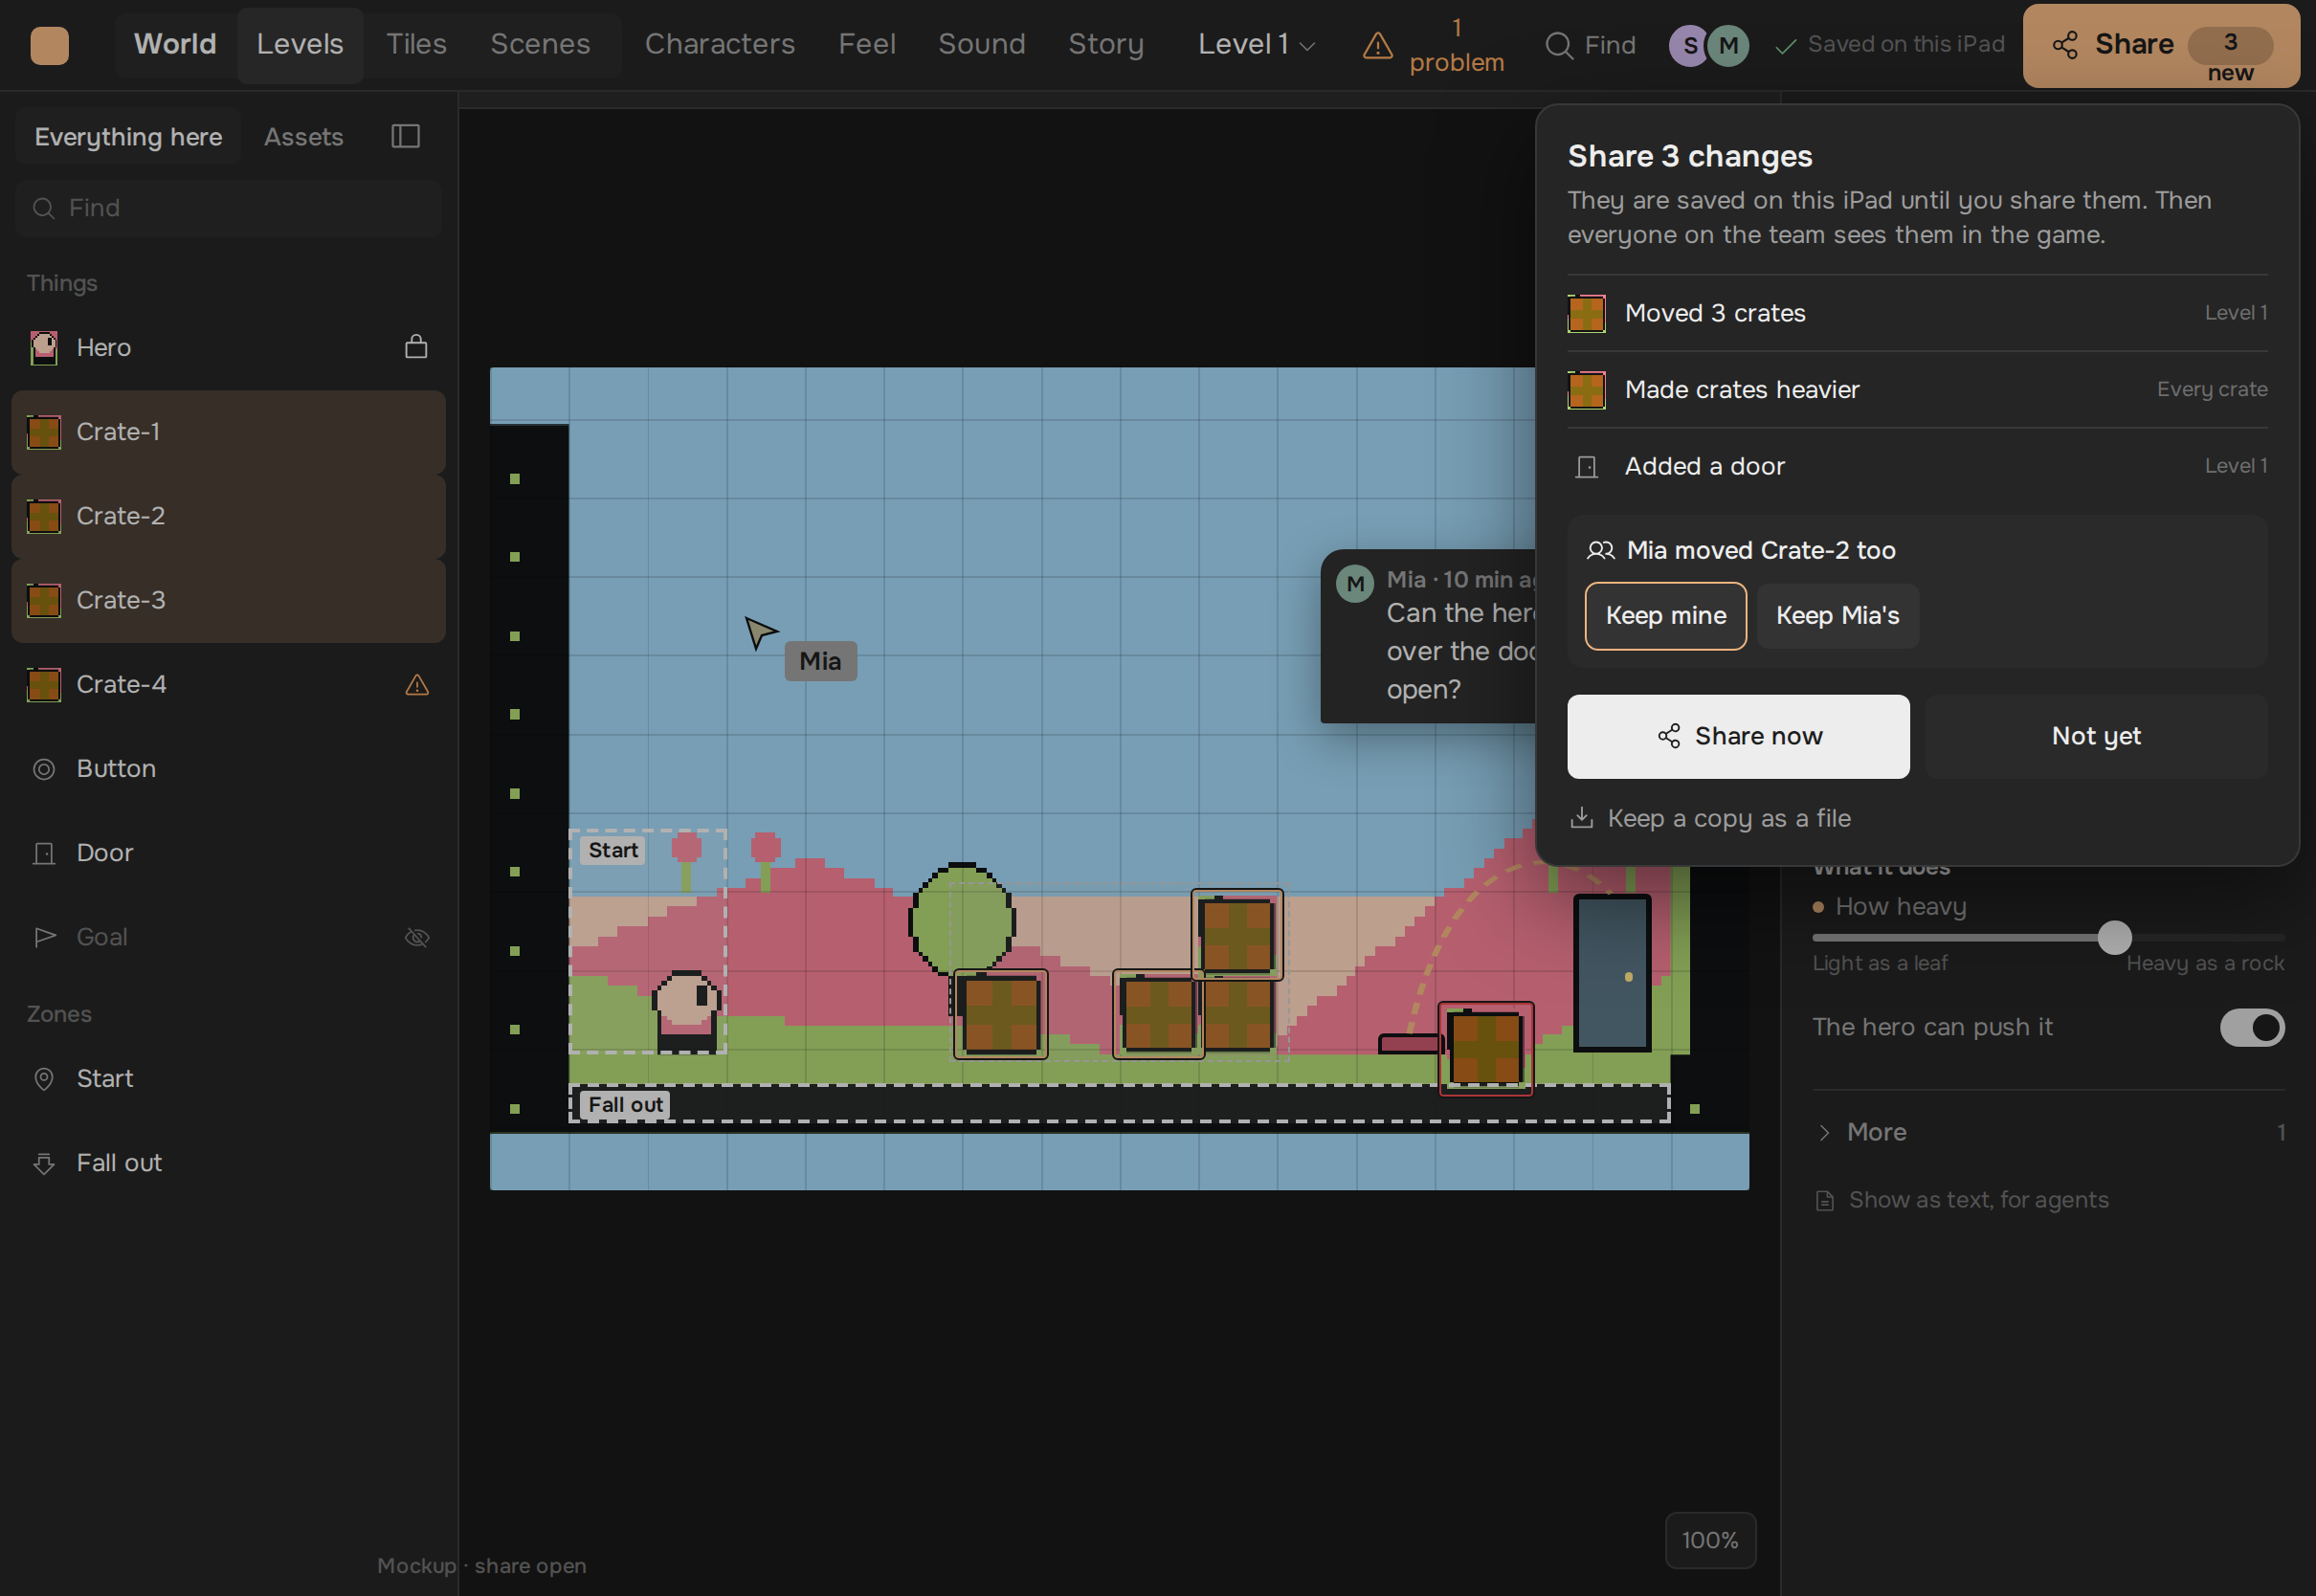 World Levels Tiles Scenes Characters Feel Sound Story Level 1 1 problem Find S M Saved on this iPad Share 3 new
Everything here Assets
Find
Things
Hero
Crate-1
Crate-2
Crate-3
Crate-4
Button
Door
Goal
Zones
Start
Fall out
Mia
M
Mia · 10 min
Can the
over the
open?
Start
Fall out
Share 3 changes
They are saved on this iPad until you share them. Then
everyone on the team sees them in the game.
Moved 3 crates Level 1
Made crates heavier Every crate
Added a door Level 1
Mia moved Crate-2 too
Keep mine Keep Mia's
Share now Not yet
Keep a copy as a file
What it does
How heavy
Light as a leaf Heavy as a rock
The hero can push it
More 1
Show as text, for agents
100%
Mockup · share open